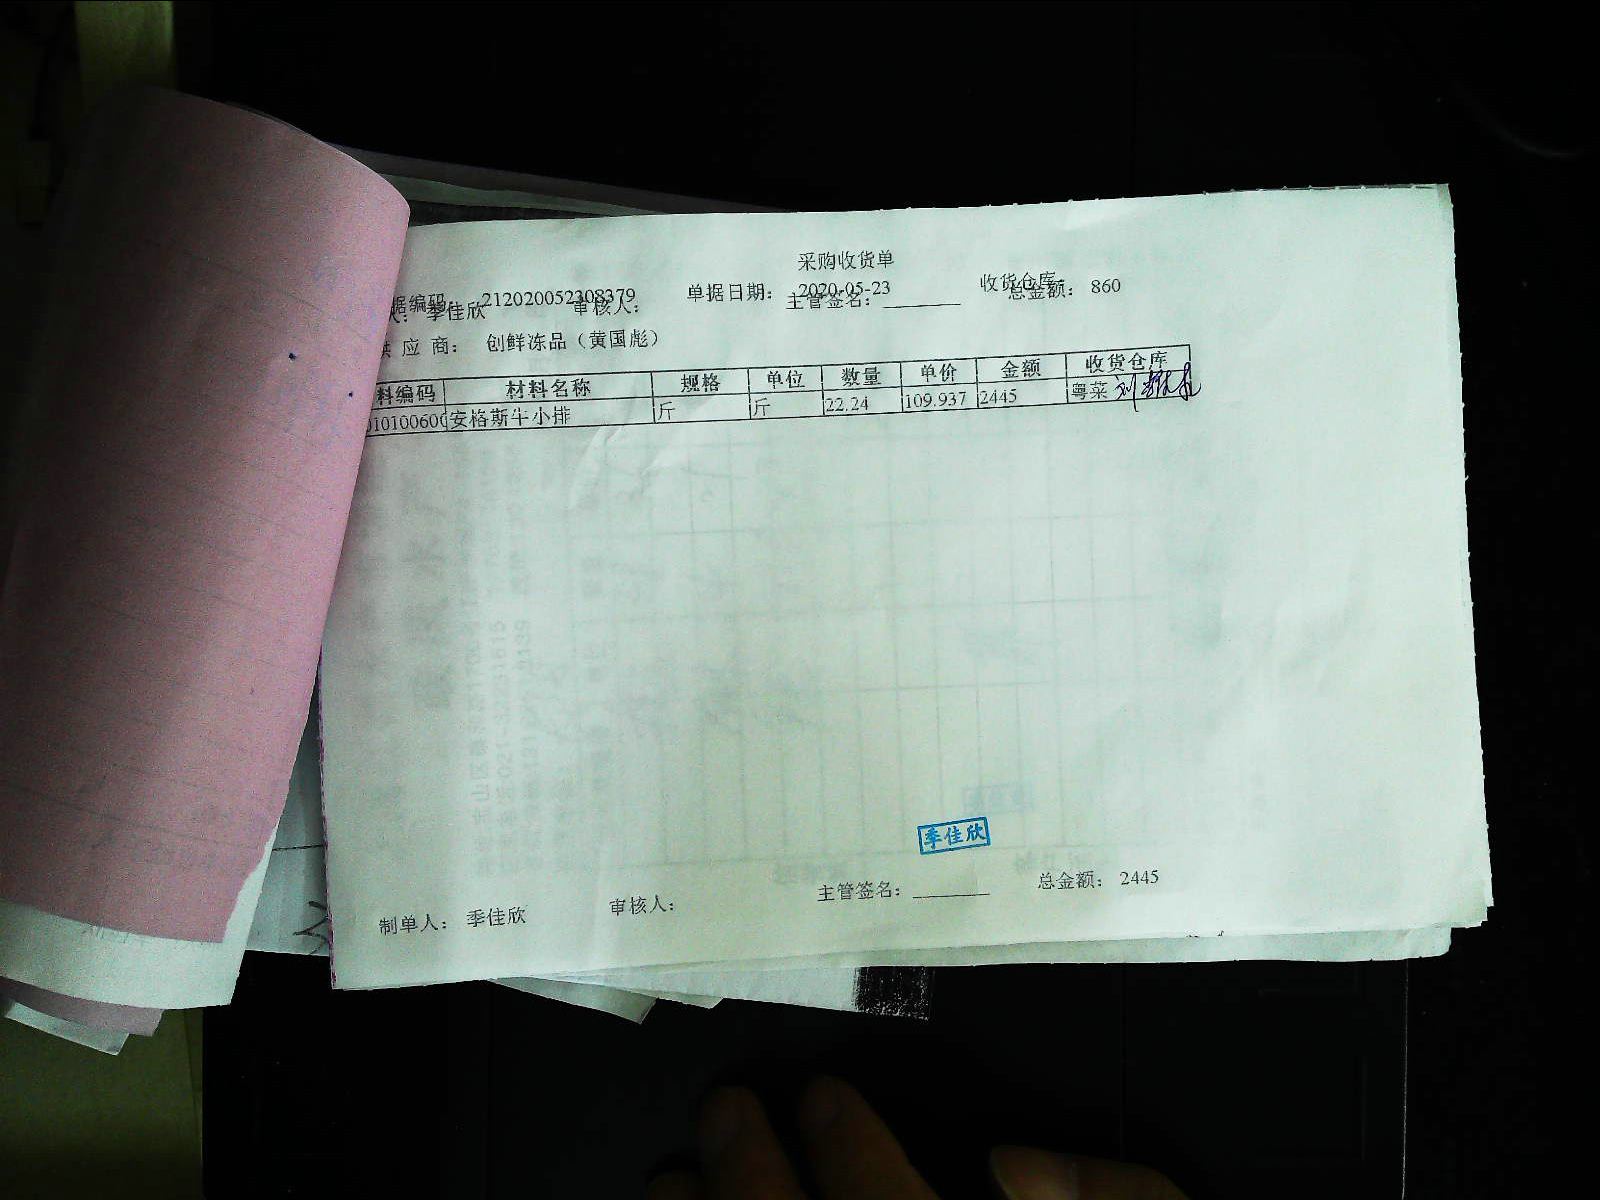 采购收货单
据编码： 212020052308379 单据日期： 2020-05-23 收货仓库：
人： 季佳欣 审核人： 主管签名：________ 总金额： 860
供 应 商： 创鲜冻品（黄国彪）
料编码 材料名称 规格 单位 数量 单价 金额 收货仓库
010100600 安格斯牛小排 斤 斤 22.24 109.937 2445 粤菜
季佳欣
制单人： 季佳欣 审核人： 主管签名：________ 总金额： 2445